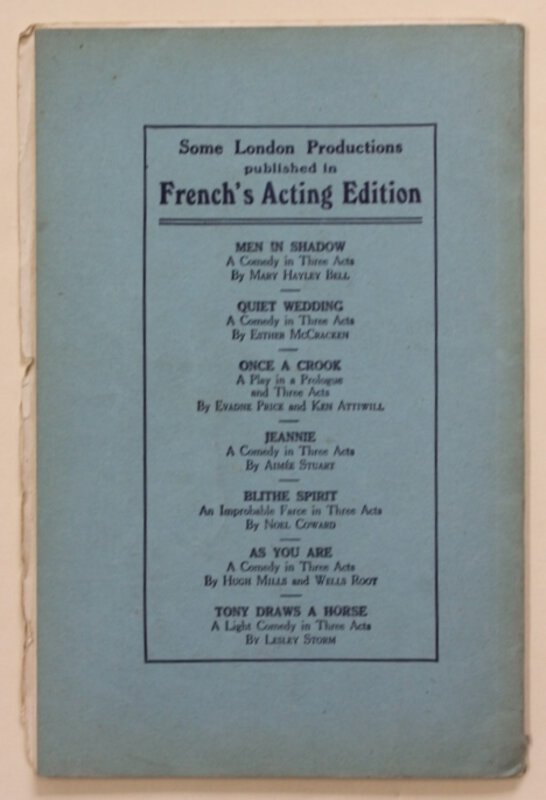 Some London Productions
published in
French's Acting Edition
MEN IN SHADOW
A Comedy in Three Acts
By MARY HAYLEY BELL
QUIET WEDDING
A Comedy in Three Acts
By ESTHER MCCRACKEN
ONCE A CROOK
A Play in a Prologue
and Three Acts
By EVADNE PRICE and KEN ATTIWILL
JEANNIE
A Comedy in Three Acts
By AIMÉE STUART
BLITHE SPIRIT
An Improbable Farce in Three Acts
By NOEL COWARD
AS YOU ARE
A Comedy in Three Acts
By HUGH MILLS and WELLS ROOT
TONY DRAWS A HORSE
A Light Comedy in Three Acts
By LESLEY STORM